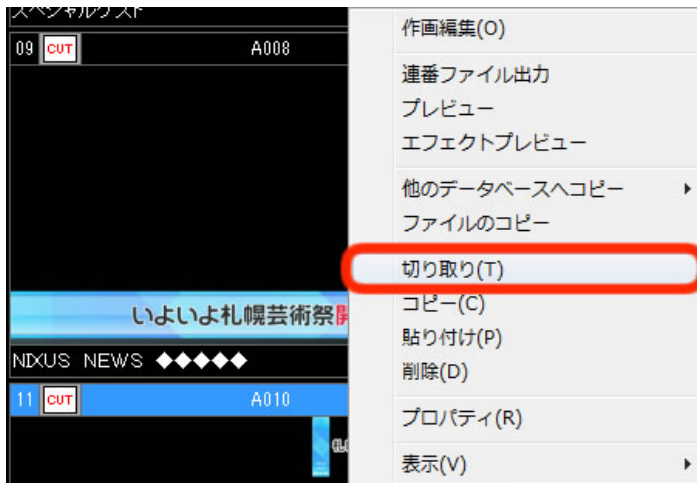 スペシャルゲスト
09 CUT A008
いよいよ札幌芸術祭開
NIXUS NEWS ◆◆◆◆◆
11 CUT A010
作画編集(O)
連番ファイル出力
プレビュー
エフェクトプレビュー
他のデータベースへコピー
ファイルのコピー
切り取り(T)
コピー(C)
貼り付け(P)
削除(D)
プロパティ(R)
表示(V)